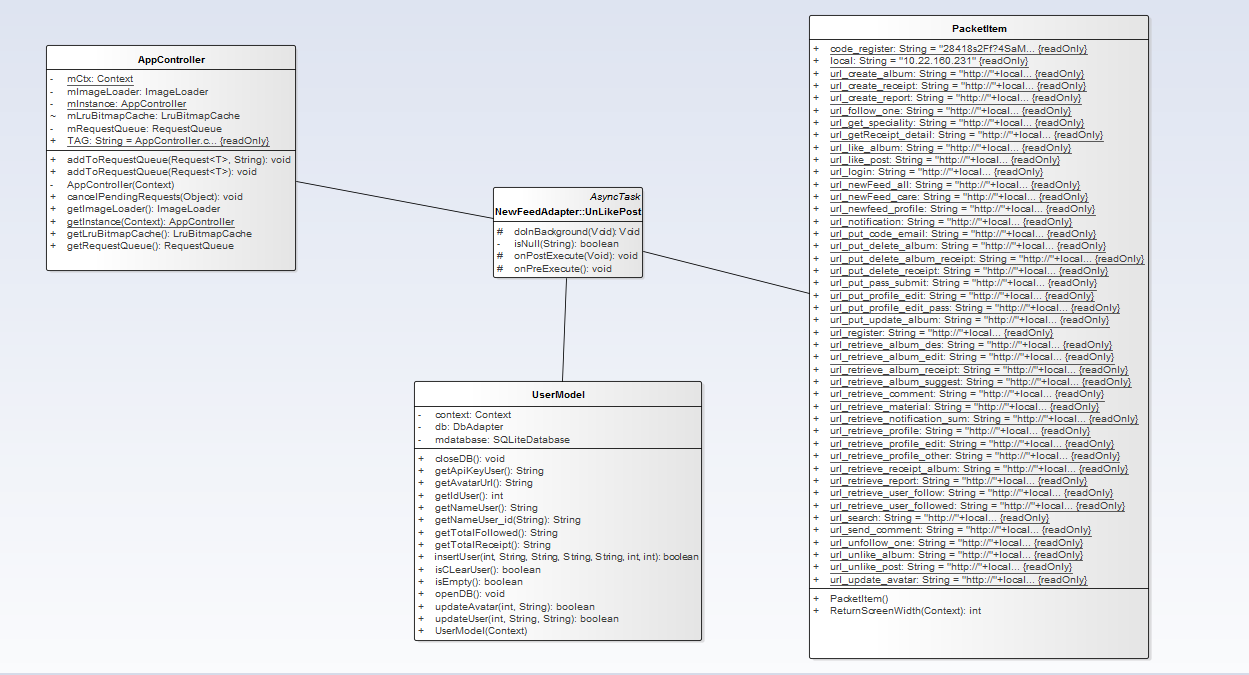 AppController
- mCtx: Context
- mImageLoader: ImageLoader
- mInstance: AppController
~ mLruBitmapCache: LruBitmapCache
- mRequestQueue: RequestQueue
+ TAG: String = AppController.c... {readOnly}
+ addToRequestQueue(Request<T>, String): void
+ addToRequestQueue(Request<T>): void
- AppController(Context)
+ cancelPendingRequests(Object): void
+ getImageLoader(): ImageLoader
+ getInstance(Context): AppController
+ getLruBitmapCache(): LruBitmapCache
+ getRequestQueue(): RequestQueue
AsyncTask
NewFeedAdapter::UnLikePost
# doInBackground(Void): Void
- isNull(String): boolean
# onPostExecute(Void): void
# onPreExecute(): void
UserModel
- context: Context
- db: DbAdapter
- mdatabase: SQLiteDatabase
+ closeDB(): void
+ getApiKeyUser(): String
+ getAvatarUrl(): String
+ getIdUser(): int
+ getNameUser(): String
+ getNameUser_id(String): String
+ getTotalFollowed(): String
+ getTotalReceipt(): String
+ insertUser(int, String, String, String, String, int, int): boolean
+ isCLearUser(): boolean
+ isEmpty(): boolean
+ openDB(): void
+ updateAvatar(int, String): boolean
+ updateUser(int, String, String): boolean
+ UserModel(Context)
PacketItem
+ code_register: String = "28418s2Ff?4SaM... {readOnly}
+ local: String = "10.22.160.231" {readOnly}
+ url_create_album: String = "http://"+local... {readOnly}
+ url_create_receipt: String = "http://"+local... {readOnly}
+ url_create_report: String = "http://"+local... {readOnly}
+ url_follow_one: String = "http://"+local... {readOnly}
+ url_get_speciality: String = "http://"+local... {readOnly}
+ url_getReceipt_detail: String = "http://"+local... {readOnly}
+ url_like_album: String = "http://"+local... {readOnly}
+ url_like_post: String = "http://"+local... {readOnly}
+ url_login: String = "http://"+local... {readOnly}
+ url_newFeed_all: String = "http://"+local... {readOnly}
+ url_newFeed_care: String = "http://"+local... {readOnly}
+ url_newfeed_profile: String = "http://"+local... {readOnly}
+ url_notification: String = "http://"+local... {readOnly}
+ url_put_code_email: String = "http://"+local... {readOnly}
+ url_put_delete_album: String = "http://"+local... {readOnly}
+ url_put_delete_album_receipt: String = "http://"+local... {readOnly}
+ url_put_delete_receipt: String = "http://"+local... {readOnly}
+ url_put_pass_submit: String = "http://"+local... {readOnly}
+ url_put_profile_edit: String = "http://"+local... {readOnly}
+ url_put_profile_edit_pass: String = "http://"+local... {readOnly}
+ url_put_update_album: String = "http://"+local... {readOnly}
+ url_register: String = "http://"+local... {readOnly}
+ url_retrieve_album_des: String = "http://"+local... {readOnly}
+ url_retrieve_album_edit: String = "http://"+local... {readOnly}
+ url_retrieve_album_receipt: String = "http://"+local... {readOnly}
+ url_retrieve_album_suggest: String = "http://"+local... {readOnly}
+ url_retrieve_comment: String = "http://"+local... {readOnly}
+ url_retrieve_material: String = "http://"+local... {readOnly}
+ url_retrieve_notification_sum: String = "http://"+local... {readOnly}
+ url_retrieve_profile: String = "http://"+local... {readOnly}
+ url_retrieve_profile_edit: String = "http://"+local... {readOnly}
+ url_retrieve_profile_other: String = "http://"+local... {readOnly}
+ url_retrieve_receipt_album: String = "http://"+local... {readOnly}
+ url_retrieve_report: String = "http://"+local... {readOnly}
+ url_retrieve_user_follow: String = "http://"+local... {readOnly}
+ url_retrieve_user_followed: String = "http://"+local... {readOnly}
+ url_search: String = "http://"+local... {readOnly}
+ url_send_comment: String = "http://"+local... {readOnly}
+ url_unfollow_one: String = "http://"+local... {readOnly}
+ url_unlike_album: String = "http://"+local... {readOnly}
+ url_unlike_post: String = "http://"+local... {readOnly}
+ url_update_avatar: String = "http://"+local... {readOnly}
+ PacketItem()
+ ReturnScreenWidth(Context): int